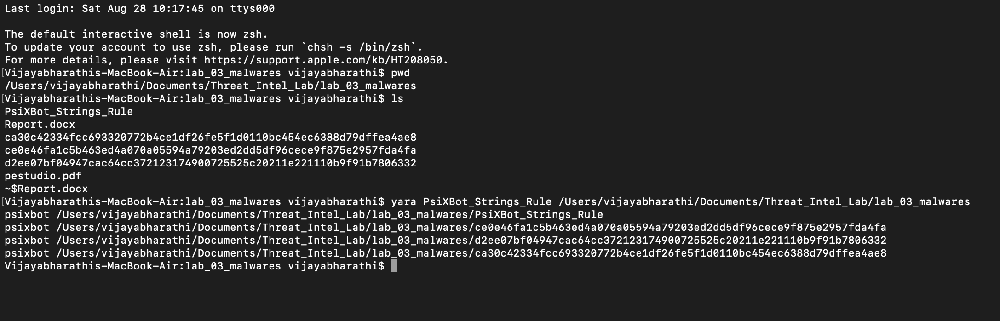 Last login: Sat Aug 28 10:17:45 on ttys000
The default interactive shell is now zsh.
To update your account to use zsh, please run `chsh -s /bin/zsh`.
For more details, please visit https://support.apple.com/kb/HT208050.
[Vijayabharathis-MacBook-Air:lab_03_malwares vijayabharathi$ pwd
/Users/vijayabharathi/Documents/Threat_Intel_Lab/lab_03_malwares
[Vijayabharathis-MacBook-Air:lab_03_malwares vijayabharathi$ ls
PsiXBot_Strings_Rule
Report.docx
ca30c42334fcc693320772b4ce1df26fe5f1d0110bc454ec6388d79dffea4ae8
ce0e46fa1c5b463ed4a070a05594a79203ed2dd5df96cece9f875e2957fda4fa
d2ee07bf04947cac64cc372123174900725525c20211e221110b9f91b7806332
pestudio.pdf
~$Report.docx
[Vijayabharathis-MacBook-Air:lab_03_malwares vijayabharathi$ yara PsiXBot_Strings_Rule /Users/vijayabharathi/Documents/Threat_Intel_Lab/lab_03_malwares
psixbot /Users/vijayabharathi/Documents/Threat_Intel_Lab/lab_03_malwares/PsiXBot_Strings_Rule
psixbot /Users/vijayabharathi/Documents/Threat_Intel_Lab/lab_03_malwares/ce0e46fa1c5b463ed4a070a05594a79203ed2dd5df96cece9f875e2957fda4fa
psixbot /Users/vijayabharathi/Documents/Threat_Intel_Lab/lab_03_malwares/d2ee07bf04947cac64cc372123174900725525c20211e221110b9f91b7806332
psixbot /Users/vijayabharathi/Documents/Threat_Intel_Lab/lab_03_malwares/ca30c42334fcc693320772b4ce1df26fe5f1d0110bc454ec6388d79dffea4ae8
Vijayabharathis-MacBook-Air:lab_03_malwares vijayabharathi$